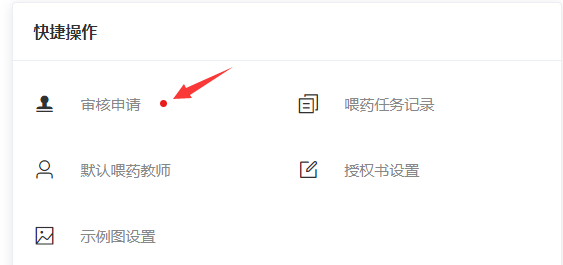 快捷操作
审核申请
喂药任务记录
默认喂药教师
授权书设置
示例图设置